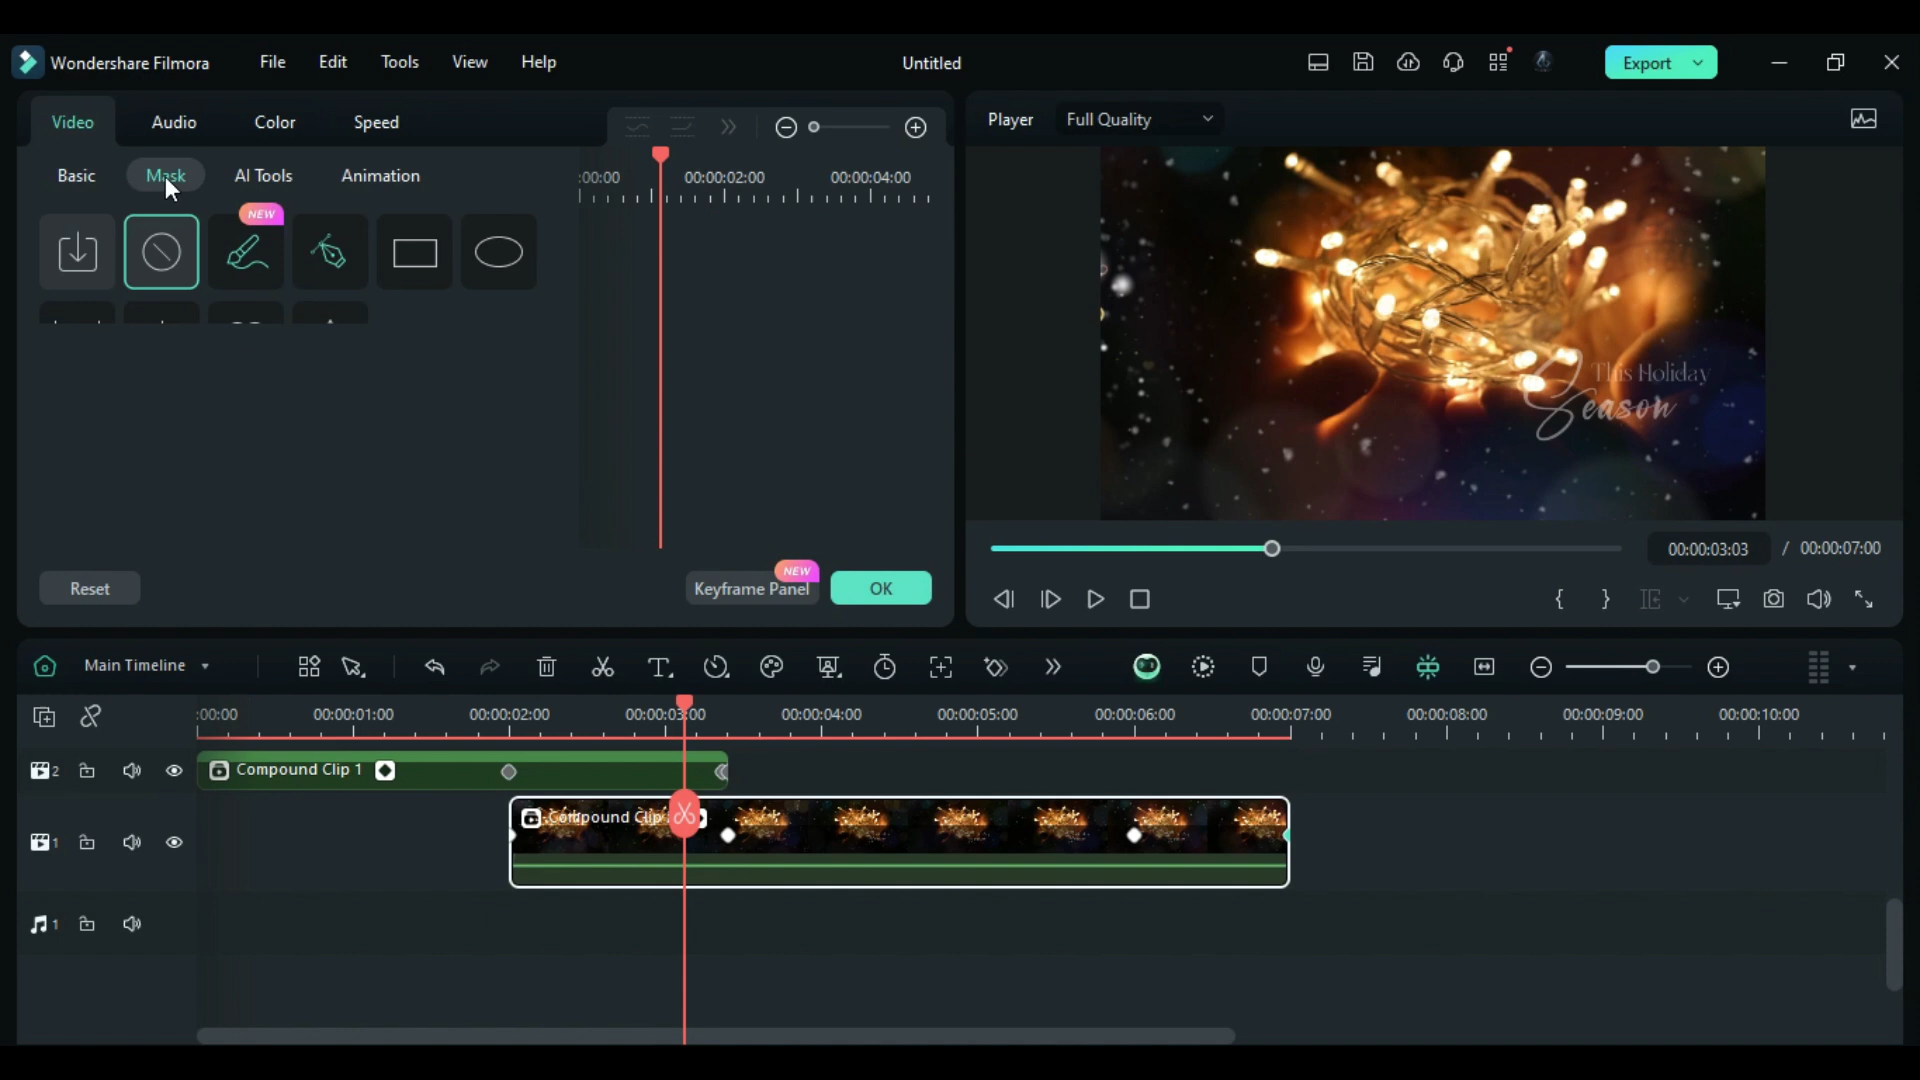 Wondershare Filmora File Edit Tools View Help Untitled Export
Video Audio Color Speed
Player Full Quality
Basic Mask AI Tools Animation
:00:00 00:00:02:00 00:00:04:00
NEW
This Holiday
Season
NEW
Reset Keyframe Panel OK
00:00:03:03 / 00:00:07:00
Main Timeline
:00:00 00:00:01:00 00:00:02:00 00:00:03:00 00:00:04:00 00:00:05:00 00:00:06:00 00:00:07:00 00:00:08:00 00:00:09:00 00:00:10:00
2 Compound Clip 1
1 Compound Clip
1